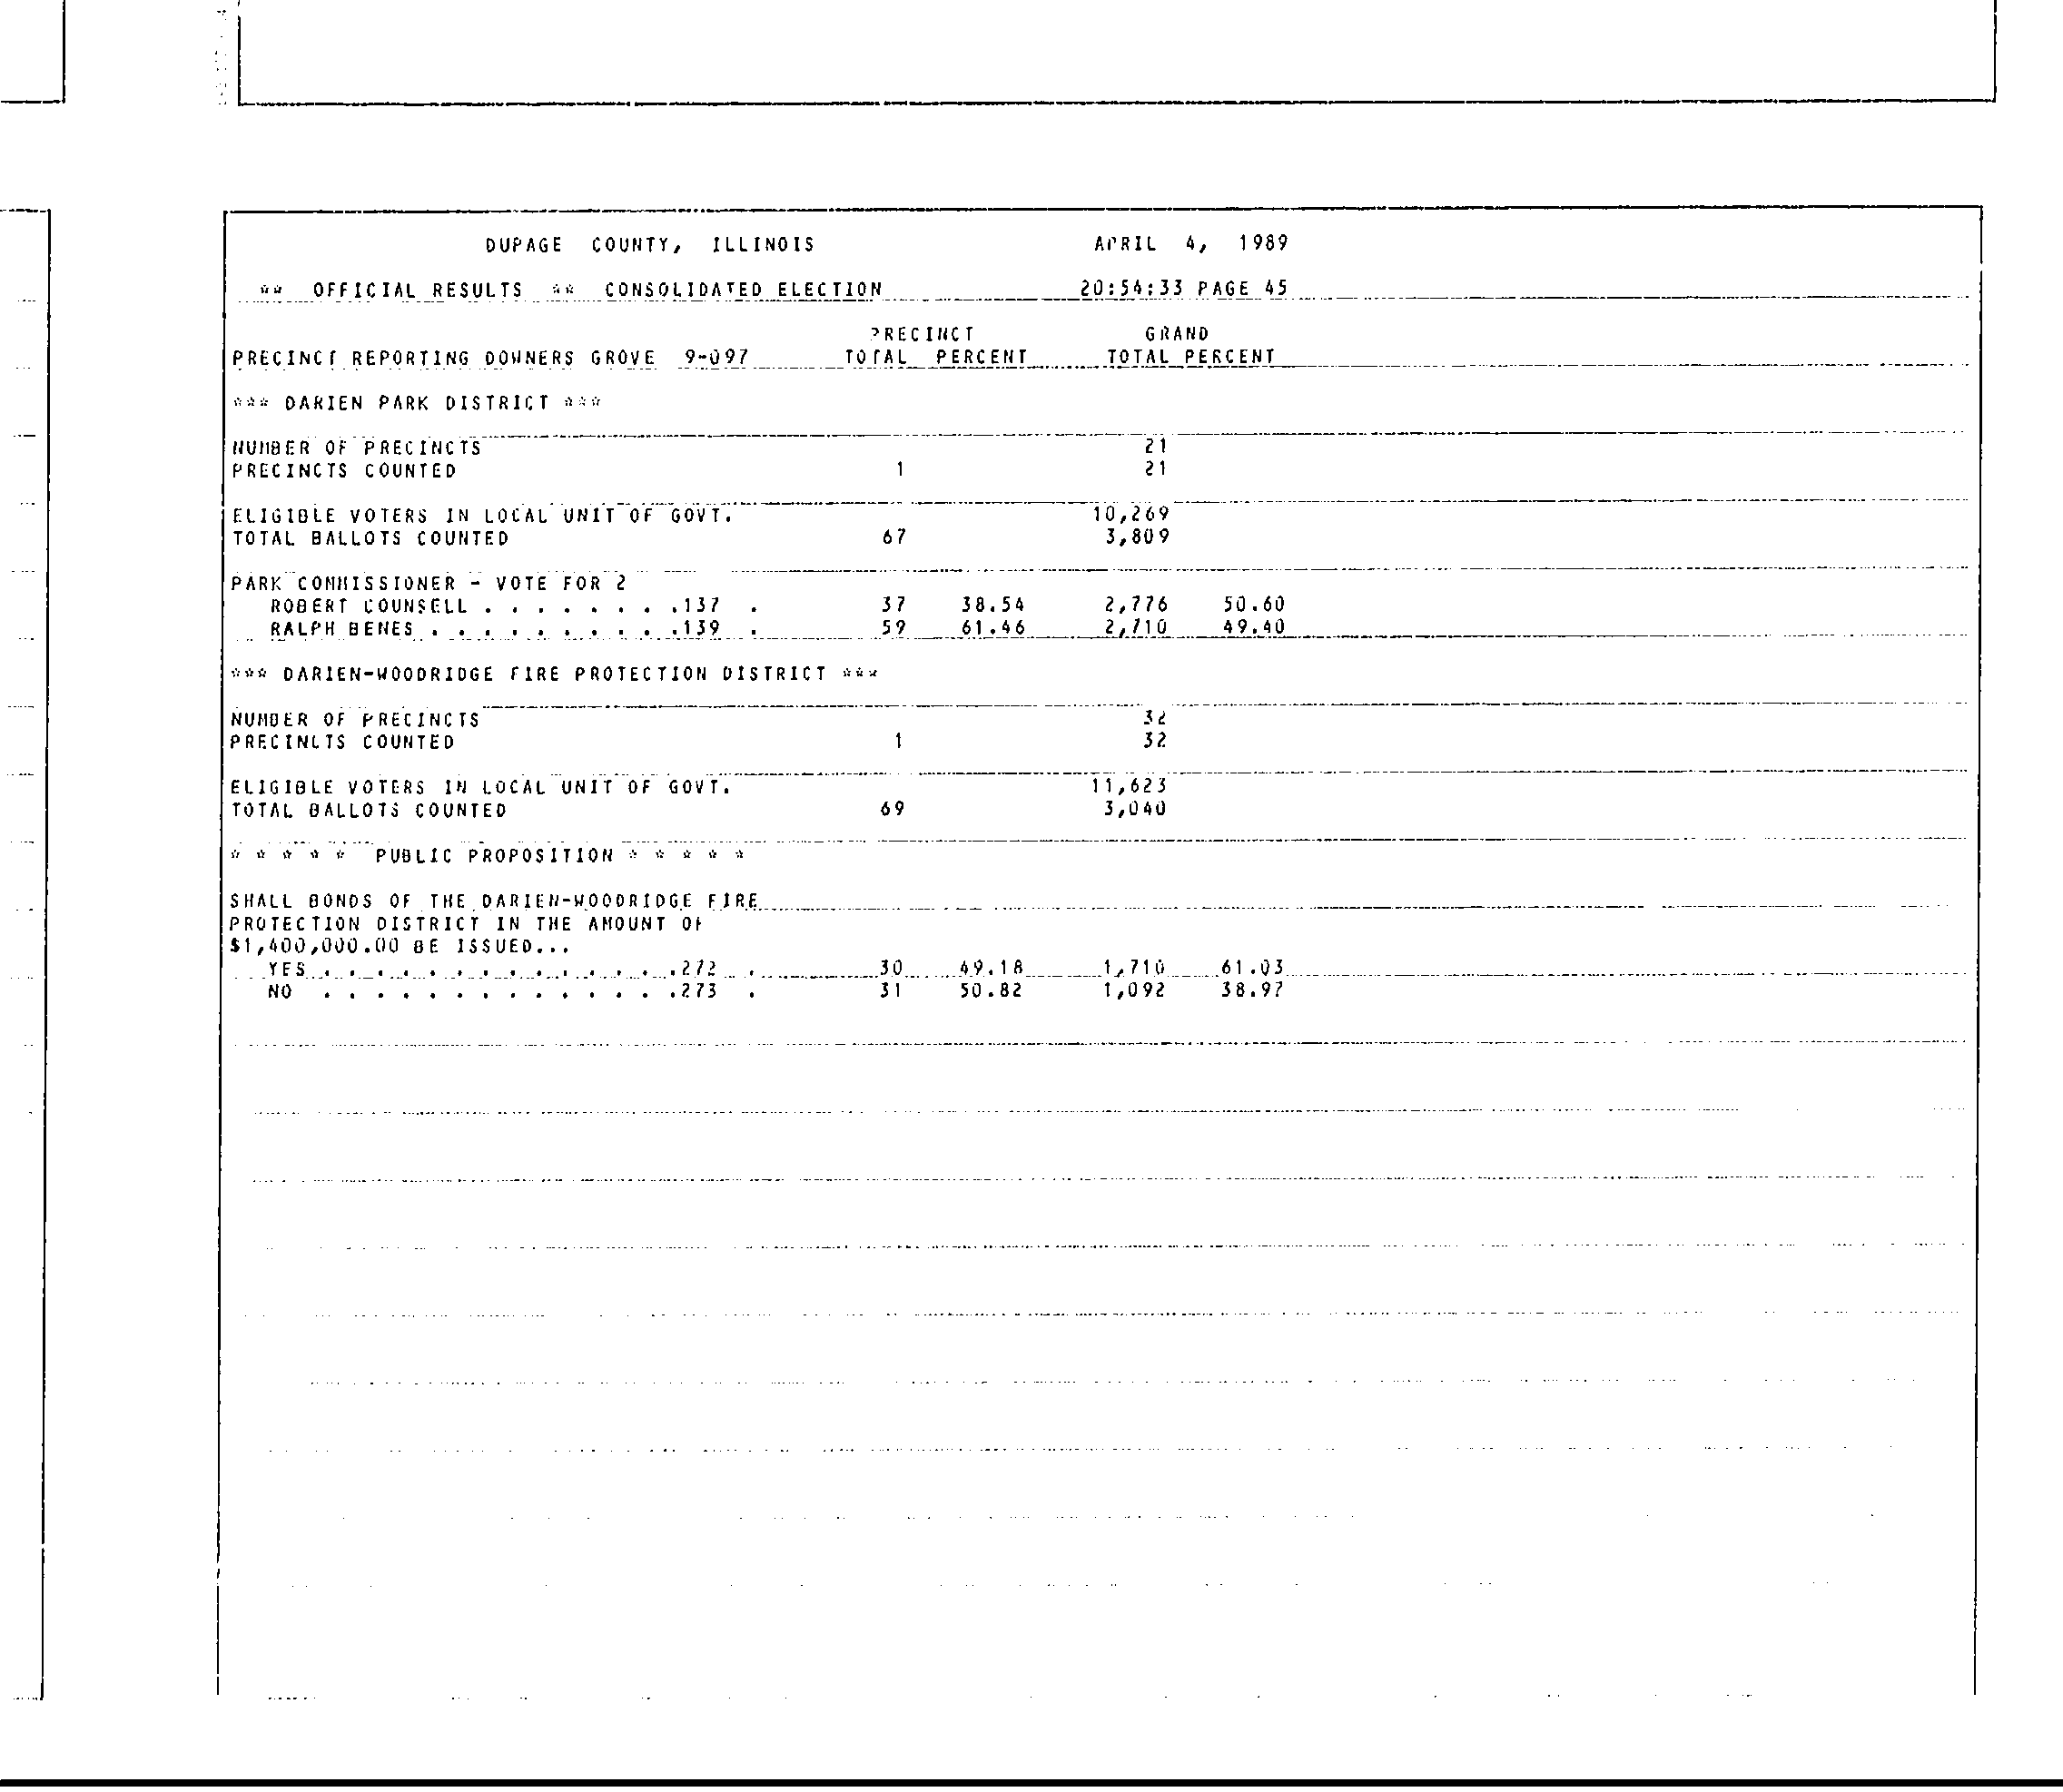 DUPAGE COUNTY, ILLINOIS APRIL 4, 1989
** OFFICIAL RESULTS ** CONSOLIDATED ELECTION 20:54:33 PAGE 45
PRECINCT GRAND
PRECINCT REPORTING DOWNERS GROVE 9-097 TOTAL PERCENT TOTAL PERCENT
*** DARIEN PARK DISTRICT ***
NUMBER OF PRECINCTS 21
PRECINCTS COUNTED 1 21
ELIGIBLE VOTERS IN LOCAL UNIT OF GOVT. 10,269
TOTAL BALLOTS COUNTED 67 3,809
PARK COMMISSIONER - VOTE FOR 2
ROBERT COUNSELL . . . . . . . .137 . 37 38.54 2,776 50.60
RALPH BENES . . . . . . . . . .139 . 59 61.46 2,710 49.40
*** DARIEN-WOODRIDGE FIRE PROTECTION DISTRICT ***
NUMBER OF PRECINCTS 32
PRECINCTS COUNTED 1 32
ELIGIBLE VOTERS IN LOCAL UNIT OF GOVT. 11,623
TOTAL BALLOTS COUNTED 69 3,040
* * * * * PUBLIC PROPOSITION * * * * *
SHALL BONDS OF THE DARIEN-WOODRIDGE FIRE
PROTECTION DISTRICT IN THE AMOUNT OF
$1,400,000.00 BE ISSUED...
YES . . . . . . . . . . . . . .272 . 30 49.18 1,710 61.03
NO . . . . . . . . . . . . . .273 . 31 50.82 1,092 38.97